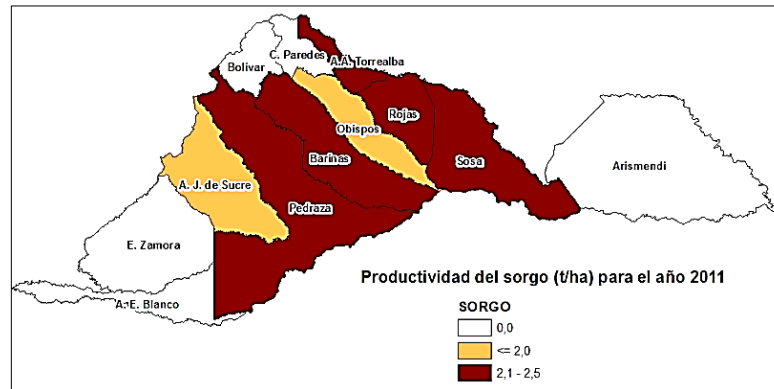 C. Paredes
Bolívar
A.A. Torrealba
Rojas
Obispos
Barinas
Sosa
Arismendi
A. J. de Sucre
Pedraza
E. Zamora
A. E. Blanco
Productividad del sorgo (t/ha) para el año 2011
SORGO
0,0
<= 2,0
2,1 - 2,5